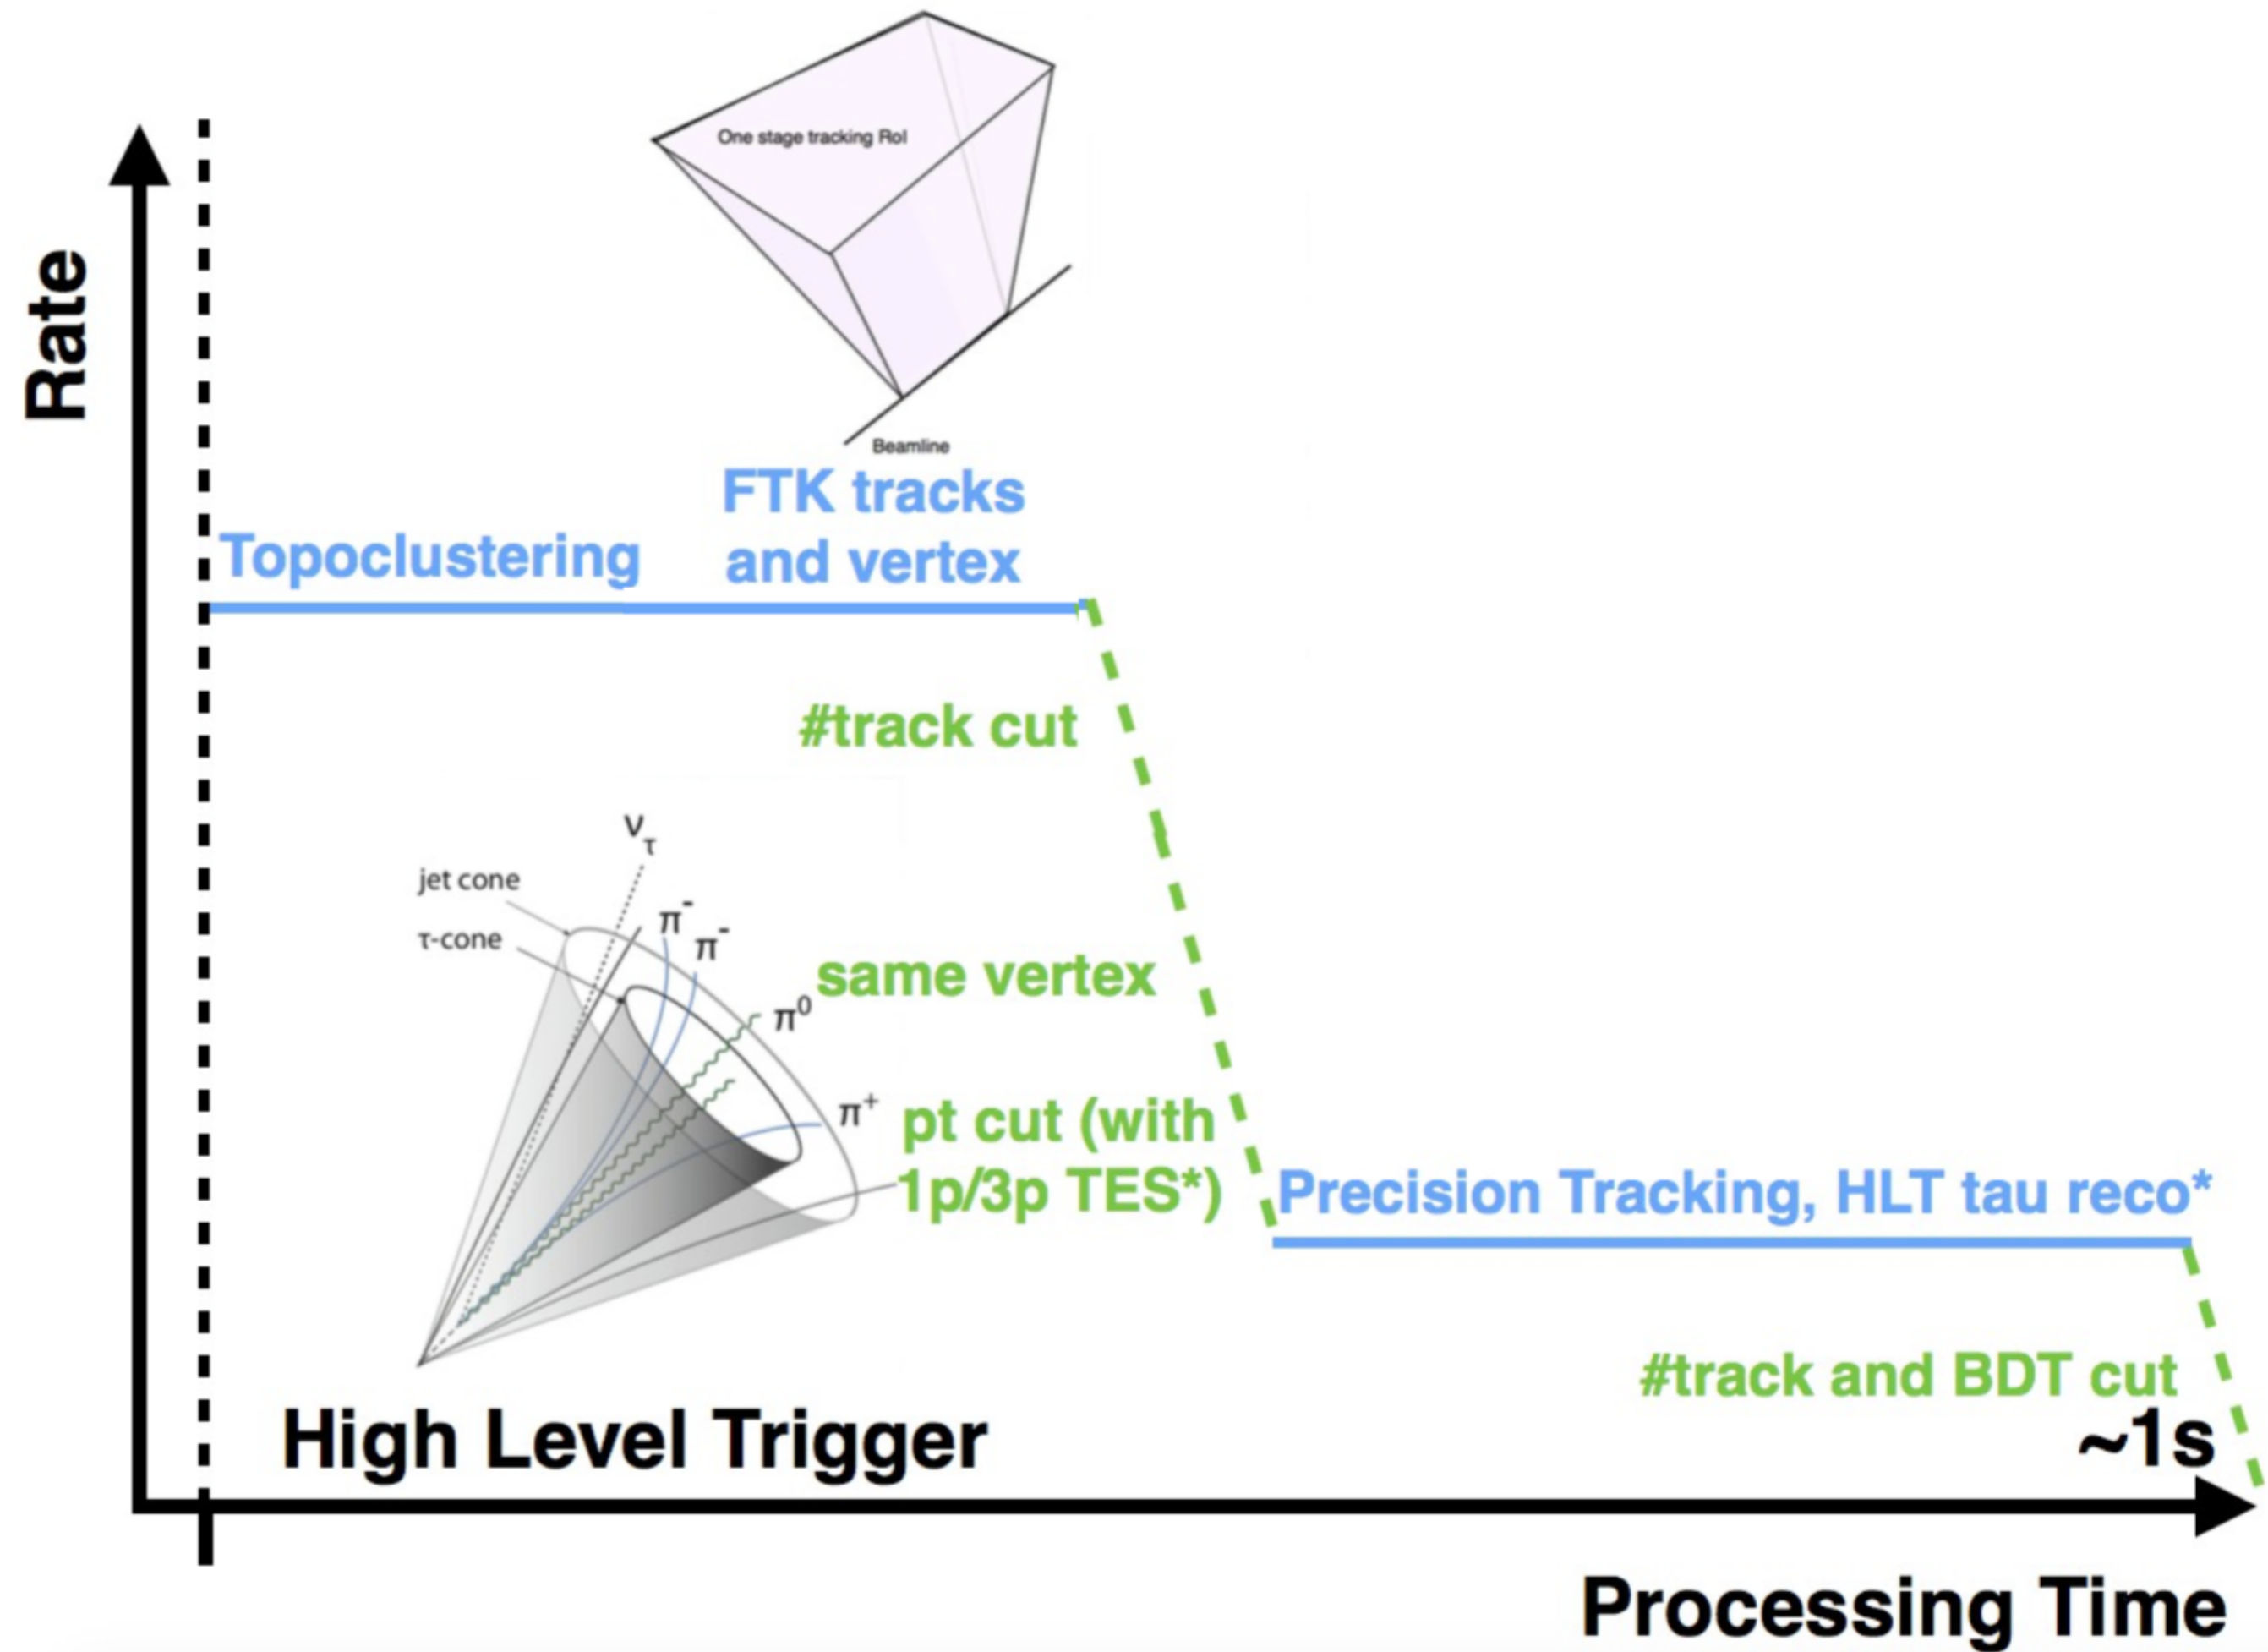 One stage tracking RoI
Rate
Beamline
FTK tracks
and vertex
Topoclustering
#track cut
ντ
jet cone
π-
τ-cone
π-
same vertex
π0
π+
pt cut (with
1p/3p TES*)
Precision Tracking, HLT tau reco*
#track and BDT cut
High Level Trigger
~1s
Processing Time